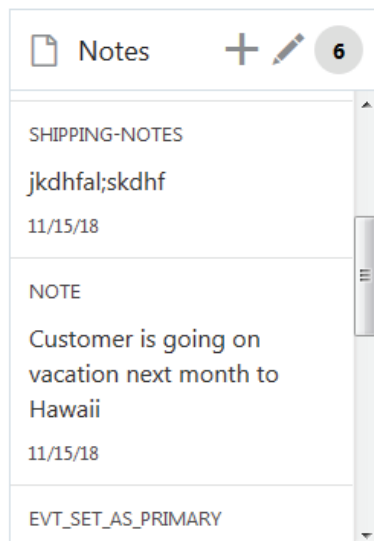 Notes 6
SHIPPING-NOTES
jkdhfal;skdhf
11/15/18
NOTE
Customer is going on
vacation next month to
Hawaii
11/15/18
EVT_SET_AS_PRIMARY